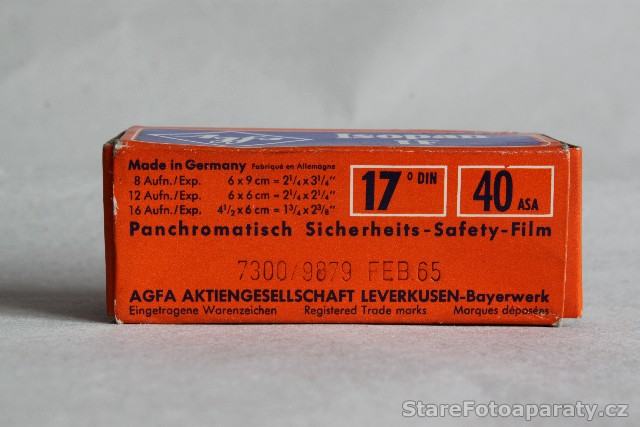 AGFA
Isopan
IF
Made in Germany Fabriqué en Allemagne
8 Aufn./Exp. 6 x 9 cm = 2¼ x 3¼"
12 Aufn./Exp. 6 x 6 cm = 2¼ x 2¼"
16 Aufn./Exp. 4½ x 6 cm = 1¾ x 2⅜"
17° DIN
40 ASA
Panchromatisch Sicherheits-Safety-Film
7300/9879 FEB.65
AGFA AKTIENGESELLSCHAFT LEVERKUSEN-Bayerwerk
Eingetragene Warenzeichen Registered Trade marks Marques déposéns
StareFotoaparaty.cz